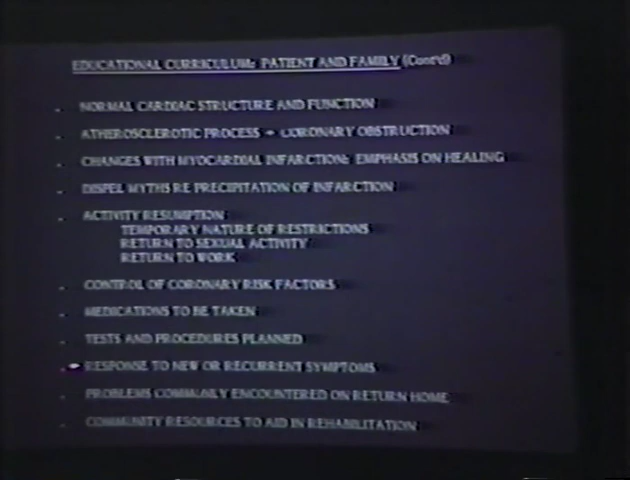 EDUCATIONAL CURRICULUM: PATIENT AND FAMILY (Cont'd)
. NORMAL CARDIAC STRUCTURE AND FUNCTION
. ATHEROSCLEROTIC PROCESS → CORONARY OBSTRUCTION
. CHANGES WITH MYOCARDIAL INFARCTION: EMPHASIS ON HEALING
. DISPEL MYTHS RE PRECIPITATION OF INFARCTION
. ACTIVITY RESUMPTION
TEMPORARY NATURE OF RESTRICTIONS
RETURN TO SEXUAL ACTIVITY
RETURN TO WORK
. CONTROL OF CORONARY RISK FACTORS
. MEDICATIONS TO BE TAKEN
. TESTS AND PROCEDURES PLANNED
. RESPONSE TO NEW OR RECURRENT SYMPTOMS
. PROBLEMS COMMONLY ENCOUNTERED ON RETURN HOME
. COMMUNITY RESOURCES TO AID IN REHABILITATION